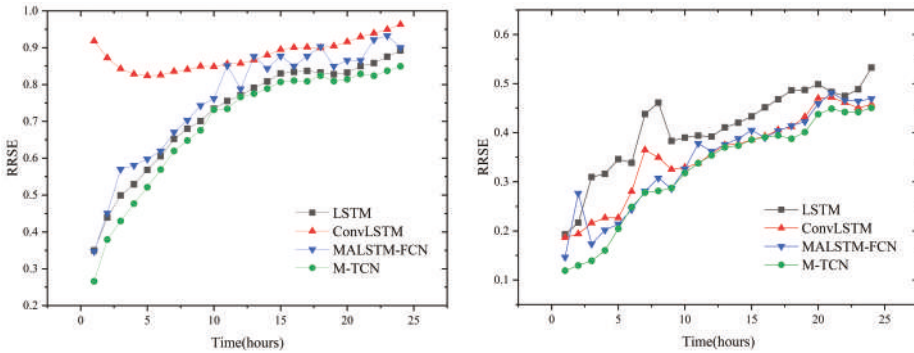 1.0
0.9
0.8
0.7
0.6
0.5
0.4
0.3
0.2
RRSE
LSTM
ConvLSTM
MALSTM-FCN
M-TCN
0 5 10 15 20 25
Time(hours)
0.6
0.5
0.4
0.3
0.2
0.1
RRSE
LSTM
ConvLSTM
MALSTM-FCN
M-TCN
0 5 10 15 20 25
Time(hours)